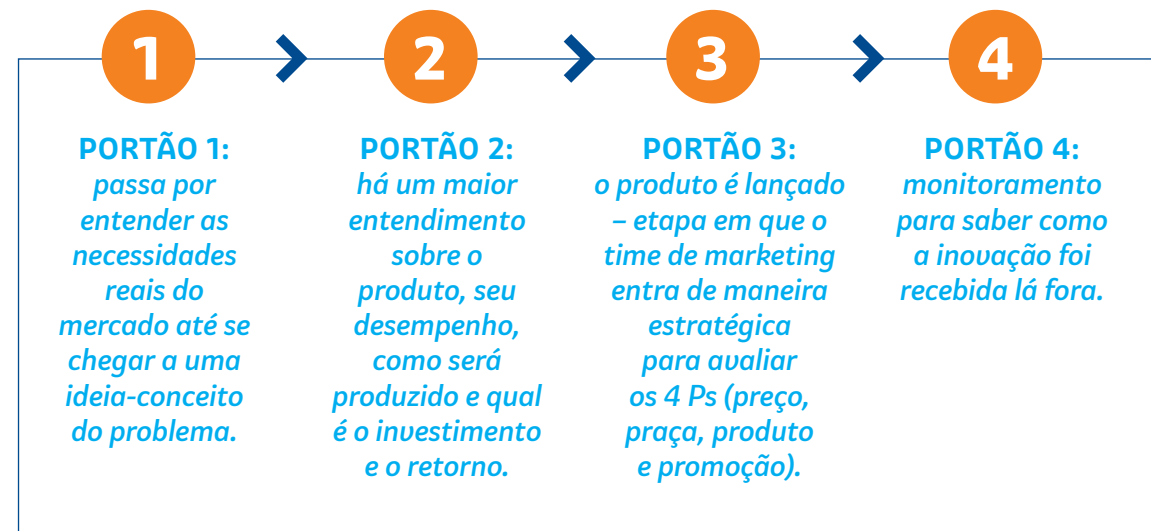 1
2
3
4
PORTÃO 1:
passa por
entender as
necessidades
reais do
mercado até se
chegar a uma
ideia-conceito
do problema.
PORTÃO 2:
há um maior
entendimento
sobre o
produto, seu
desempenho,
como será
produzido e qual
é o investimento
e o retorno.
PORTÃO 3:
o produto é lançado
– etapa em que o
time de marketing
entra de maneira
estratégica
para avaliar
os 4 Ps (preço,
praça, produto
e promoção).
PORTÃO 4:
monitoramento
para saber como
a inovação foi
recebida lá fora.